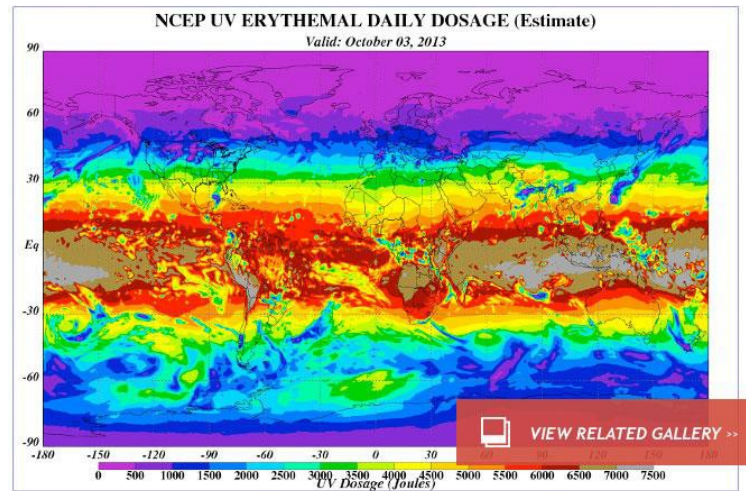 NCEP UV ERYTHEMAL DAILY DOSAGE (Estimate)
Valid: October 03, 2013
90
60
30
Eq
-30
-60
-90
-180 -150 -120 -90 -60 -30 0 30 180
VIEW RELATED GALLERY >>
0 500 1000 1500 2000 2500 3000 3500 4000 4500 5000 5500 6000 6500 7000 7500
UV Dosage (Joules)